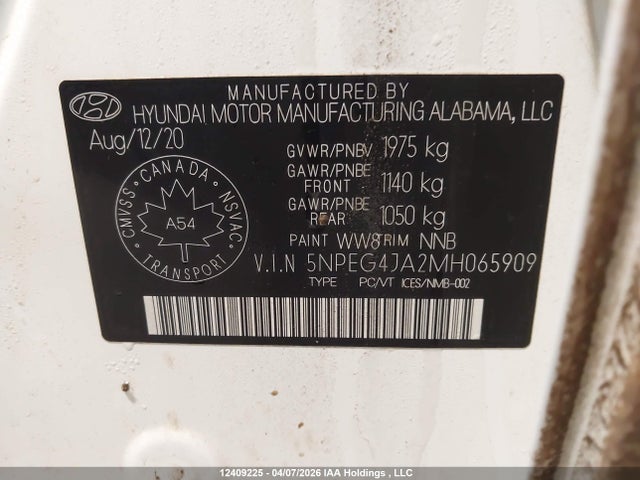 MANUFACTURED BY
HYUNDAI MOTOR MANUFACTURING ALABAMA, LLC
Aug/12/20
GVWR/PNBV 1975 kg
GAWR/PNBE FRONT 1140 kg
GAWR/PNBE REAR 1050 kg
PAINT WW8 TRIM NNB
V.I.N 5NPEG4JA2MH065909
TYPE PC/VT ICES/NMB-002
CANADA
CMVSS NSVAC
A54
TRANSPORT
12409225 - 04/07/2026 IAA Holdings , LLC